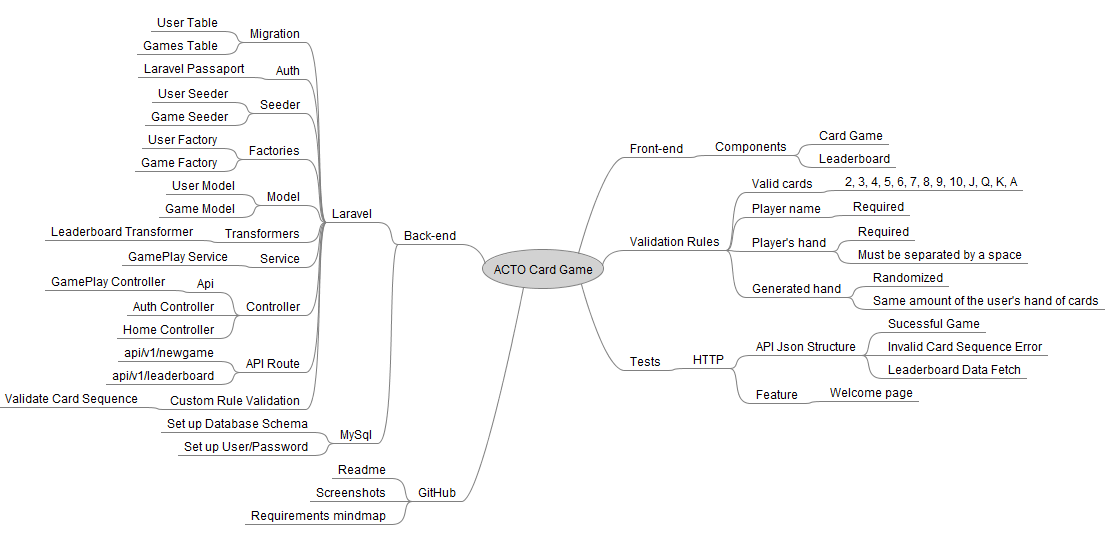 ACTO Card Game
Back-end
Laravel
Migration
User Table
Games Table
Auth
Laravel Passaport
Seeder
User Seeder
Game Seeder
Factories
User Factory
Game Factory
Model
User Model
Game Model
Transformers
Leaderboard Transformer
Service
GamePlay Service
Controller
Api
GamePlay Controller
Auth Controller
Home Controller
API Route
api/v1/newgame
api/v1/leaderboard
Custom Rule Validation
Validate Card Sequence
MySql
Set up Database Schema
Set up User/Password
GitHub
Readme
Screenshots
Requirements mindmap
Front-end
Components
Card Game
Leaderboard
Validation Rules
Valid cards
2, 3, 4, 5, 6, 7, 8, 9, 10, J, Q, K, A
Player name
Required
Player's hand
Required
Must be separated by a space
Generated hand
Randomized
Same amount of the user's hand of cards
Tests
HTTP
API Json Structure
Sucessful Game
Invalid Card Sequence Error
Leaderboard Data Fetch
Feature
Welcome page